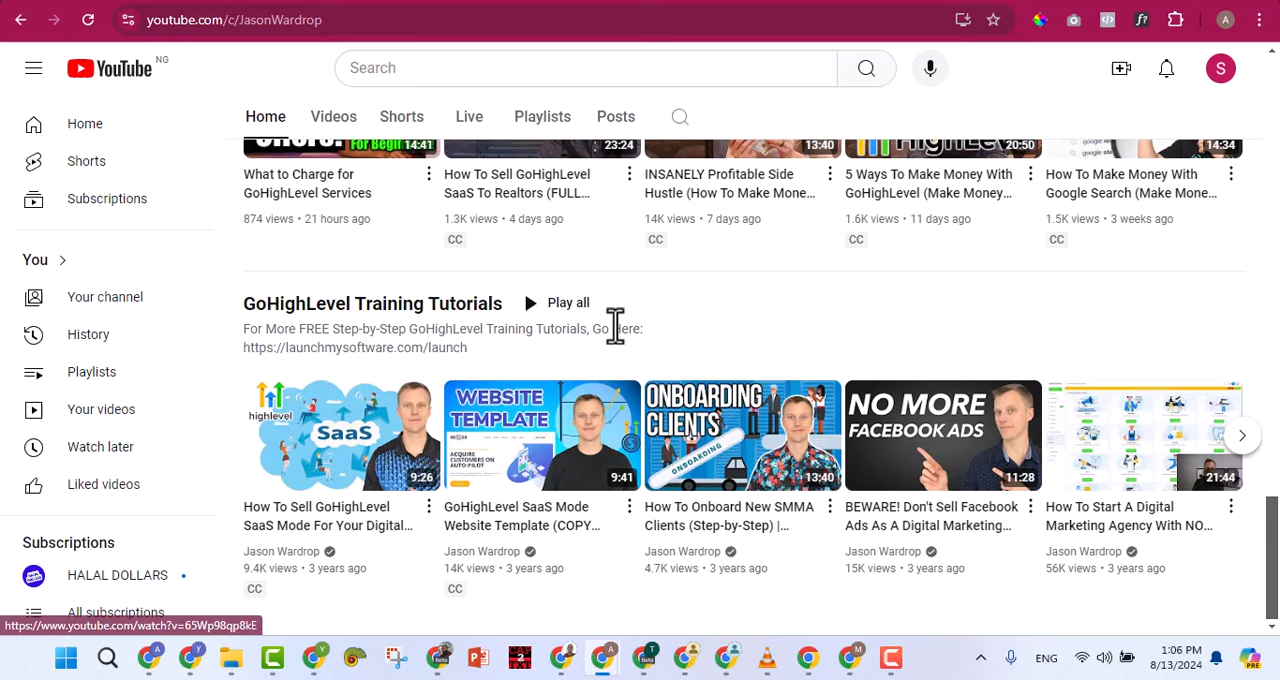 youtube.com/c/JasonWardrop
YouTube NG
Search
S
A
Home Videos Shorts Live Playlists Posts
Home
Shorts
Subscriptions
You
Your channel
History
Playlists
Your videos
Watch later
Liked videos
Subscriptions
HALAL DOLLARS
All subscriptions
https://www.youtube.com/watch?v=65Wp98qp8kE
For Begi
14:41
23:24
13:40
20:50
14:34
What to Charge for
GoHighLevel Services
874 views • 21 hours ago
How To Sell GoHighLevel
SaaS To Realtors (FULL...
1.3K views • 4 days ago
CC
INSANELY Profitable Side
Hustle (How To Make Mone...
14K views • 7 days ago
CC
5 Ways To Make Money With
GoHighLevel (Make Money...
1.6K views • 11 days ago
CC
How To Make Money With
Google Search (Make Mone...
1.5K views • 3 weeks ago
CC
GoHighLevel Training Tutorials Play all
For More FREE Step-by-Step GoHighLevel Training Tutorials, Go Here:
https://launchmysoftware.com/launch
highlevel
SaaS
9:26
WEBSITE
TEMPLATE
ACQUIRE
CUSTOMERS
ON AUTO-PILOT
9:41
ONBOARDING
CLIENTS
ONBOARDING
13:40
NO MORE
FACEBOOK ADS
11:28
21:44
How To Sell GoHighLevel
SaaS Mode For Your Digital...
Jason Wardrop
9.4K views • 3 years ago
CC
GoHighLevel SaaS Mode
Website Template (COPY...
Jason Wardrop
14K views • 3 years ago
CC
How To Onboard New SMMA
Clients (Step-by-Step) |...
Jason Wardrop
4.7K views • 3 years ago
BEWARE! Don't Sell Facebook
Ads As A Digital Marketing...
Jason Wardrop
15K views • 3 years ago
How To Start A Digital
Marketing Agency With NO...
Jason Wardrop
56K views • 3 years ago
ENG
1:06 PM
8/13/2024